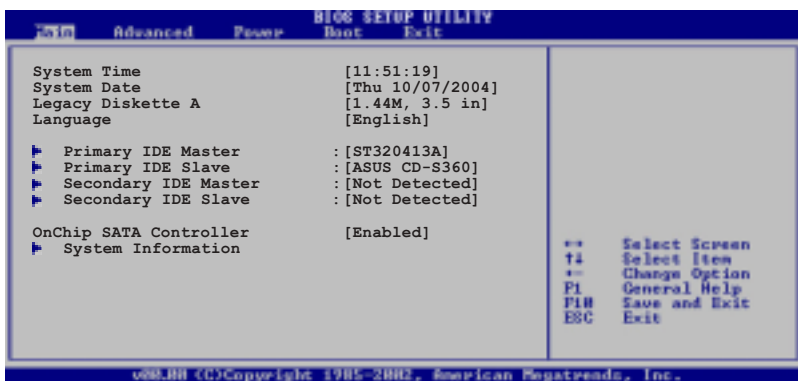 BIOS SETUP UTILITY
Main Advanced Power Boot Exit
System Time [11:51:19]
System Date [Thu 10/07/2004]
Legacy Diskette A [1.44M, 3.5 in]
Language [English]
Primary IDE Master :[ST320413A]
Primary IDE Slave :[ASUS CD-S360]
Secondary IDE Master :[Not Detected]
Secondary IDE Slave :[Not Detected]
OnChip SATA Controller [Enabled]
System Information
←→ Select Screen
↑↓ Select Item
+- Change Option
F1 General Help
F10 Save and Exit
ESC Exit
v00.00 (C)Copyright 1985-2002, American Megatrends, Inc.